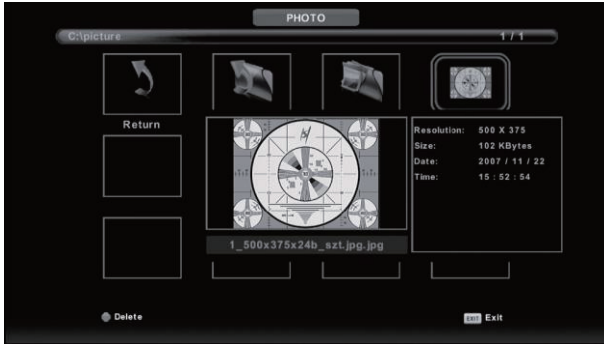 PHOTO
C:\picture
1 / 1
Return
Resolution: 500 X 375
Size: 102 KBytes
Date: 2007 / 11 / 22
Time: 15 : 52 : 54
1_500x375x24b_szt.jpg.jpg
Delete
EXIT Exit